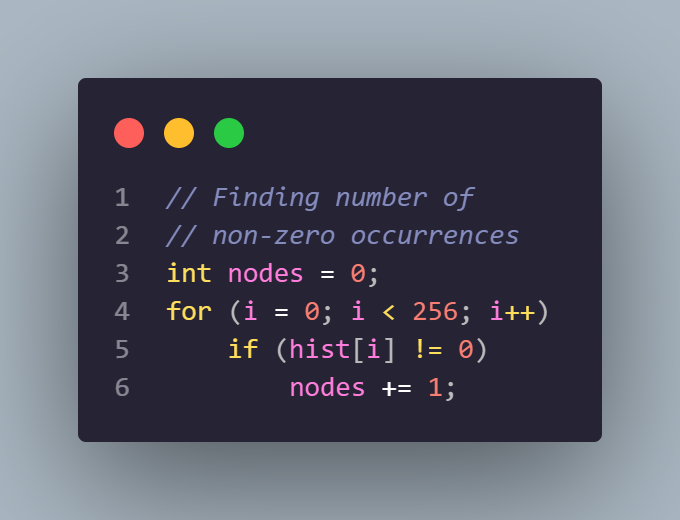 1 // Finding number of
2 // non-zero occurrences
3 int nodes = 0;
4 for (i = 0; i < 256; i++)
5     if (hist[i] != 0)
6         nodes += 1;